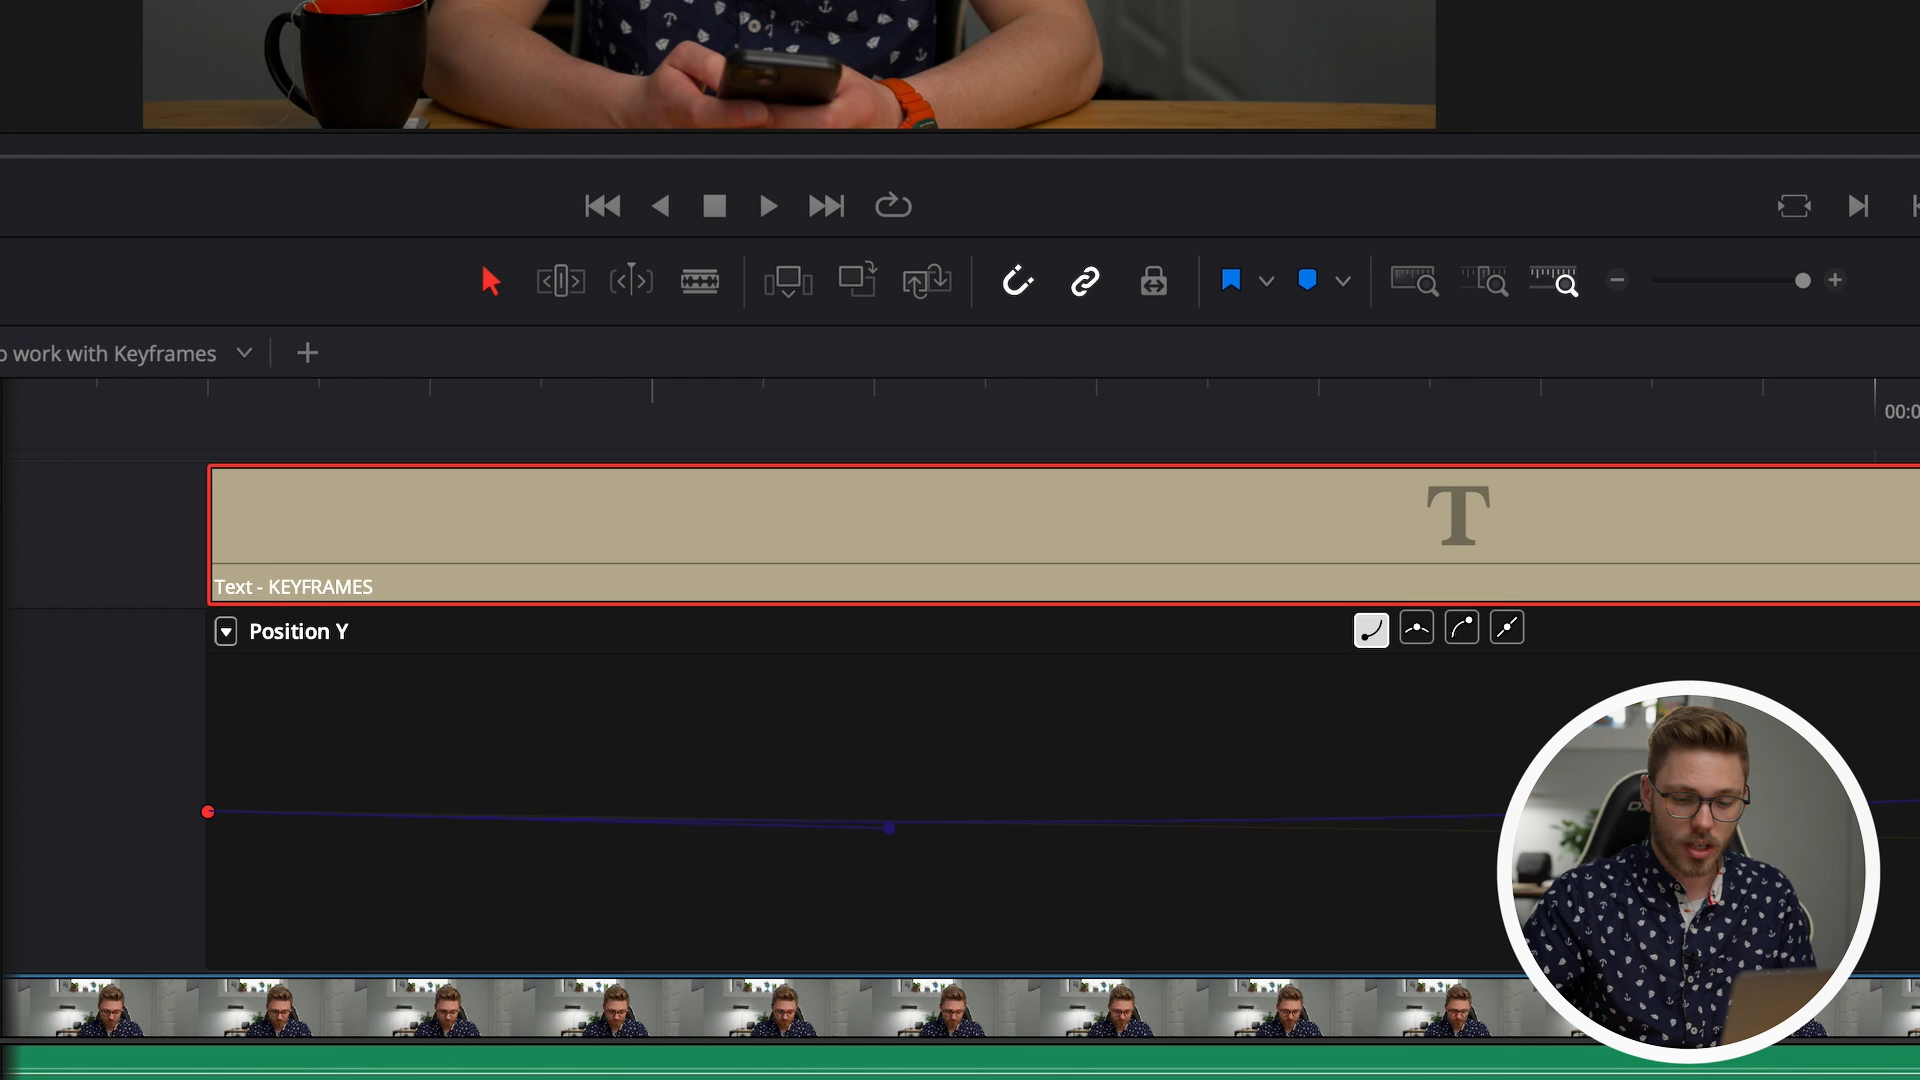 o work with Keyframes
00:0
T
Text - KEYFRAMES
Position Y